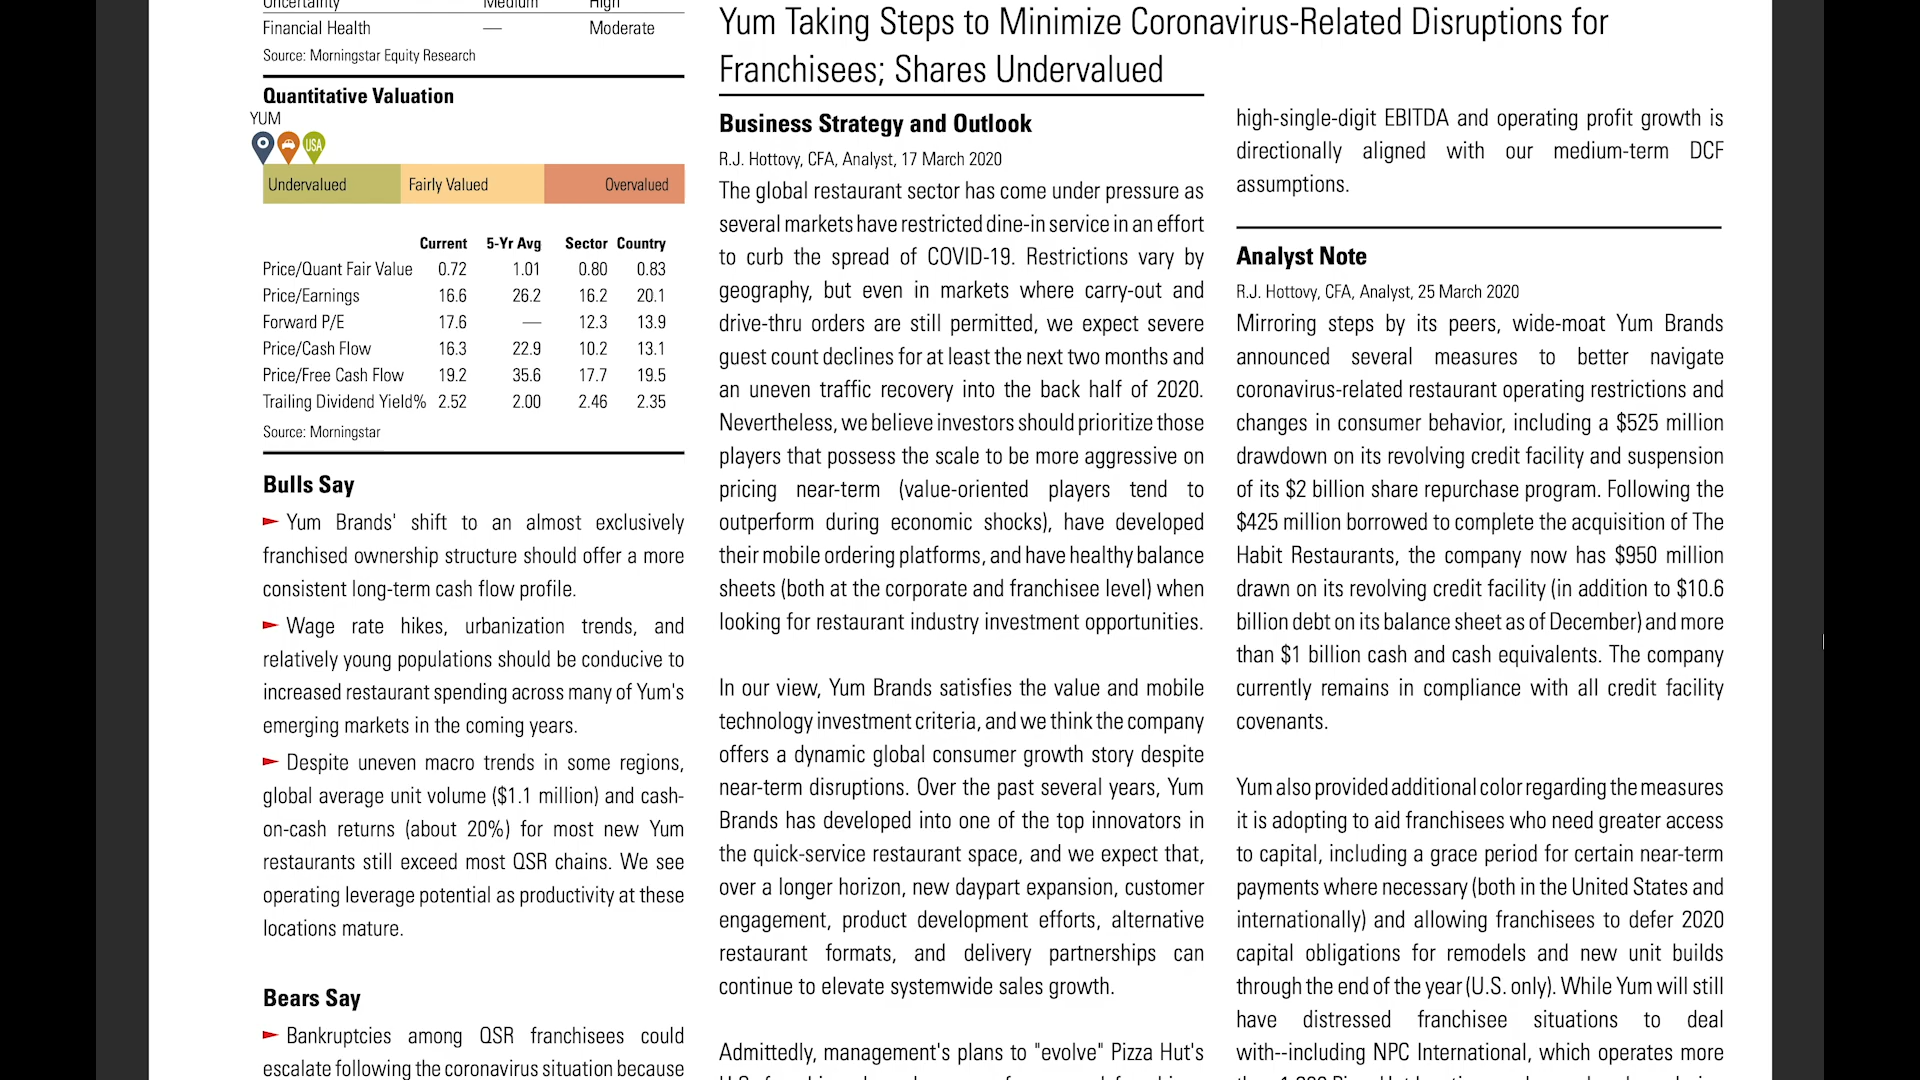 Uncertainty Medium High
Financial Health — Moderate
Source: Morningstar Equity Research
Quantitative Valuation
YUM
USA
Undervalued Fairly Valued Overvalued
Current 5-Yr Avg Sector Country
Price/Quant Fair Value 0.72 1.01 0.80 0.83
Price/Earnings 16.6 26.2 16.2 20.1
Forward P/E 17.6 — 12.3 13.9
Price/Cash Flow 16.3 22.9 10.2 13.1
Price/Free Cash Flow 19.2 35.6 17.7 19.5
Trailing Dividend Yield% 2.52 2.00 2.46 2.35
Source: Morningstar
Bulls Say
Yum Brands' shift to an almost exclusively
franchised ownership structure should offer a more
consistent long-term cash flow profile.
Wage rate hikes, urbanization trends, and
relatively young populations should be conducive to
increased restaurant spending across many of Yum's
emerging markets in the coming years.
Despite uneven macro trends in some regions,
global average unit volume ($1.1 million) and cash-
on-cash returns (about 20%) for most new Yum
restaurants still exceed most QSR chains. We see
operating leverage potential as productivity at these
locations mature.
Bears Say
Bankruptcies among QSR franchisees could
escalate following the coronavirus situation because
Yum Taking Steps to Minimize Coronavirus-Related Disruptions for
Franchisees; Shares Undervalued
Business Strategy and Outlook
R.J. Hottovy, CFA, Analyst, 17 March 2020
The global restaurant sector has come under pressure as
several markets have restricted dine-in service in an effort
to curb the spread of COVID-19. Restrictions vary by
geography, but even in markets where carry-out and
drive-thru orders are still permitted, we expect severe
guest count declines for at least the next two months and
an uneven traffic recovery into the back half of 2020.
Nevertheless, we believe investors should prioritize those
players that possess the scale to be more aggressive on
pricing near-term (value-oriented players tend to
outperform during economic shocks), have developed
their mobile ordering platforms, and have healthy balance
sheets (both at the corporate and franchisee level) when
looking for restaurant industry investment opportunities.
In our view, Yum Brands satisfies the value and mobile
technology investment criteria, and we think the company
offers a dynamic global consumer growth story despite
near-term disruptions. Over the past several years, Yum
Brands has developed into one of the top innovators in
the quick-service restaurant space, and we expect that,
over a longer horizon, new daypart expansion, customer
engagement, product development efforts, alternative
restaurant formats, and delivery partnerships can
continue to elevate systemwide sales growth.
Admittedly, management's plans to "evolve" Pizza Hut's
high-single-digit EBITDA and operating profit growth is
directionally aligned with our medium-term DCF
assumptions.
Analyst Note
R.J. Hottovy, CFA, Analyst, 25 March 2020
Mirroring steps by its peers, wide-moat Yum Brands
announced several measures to better navigate
coronavirus-related restaurant operating restrictions and
changes in consumer behavior, including a $525 million
drawdown on its revolving credit facility and suspension
of its $2 billion share repurchase program. Following the
$425 million borrowed to complete the acquisition of The
Habit Restaurants, the company now has $950 million
drawn on its revolving credit facility (in addition to $10.6
billion debt on its balance sheet as of December) and more
than $1 billion cash and cash equivalents. The company
currently remains in compliance with all credit facility
covenants.
Yum also provided additional color regarding the measures
it is adopting to aid franchisees who need greater access
to capital, including a grace period for certain near-term
payments where necessary (both in the United States and
internationally) and allowing franchisees to defer 2020
capital obligations for remodels and new unit builds
through the end of the year (U.S. only). While Yum will still
have distressed franchisee situations to deal
with--including NPC International, which operates more